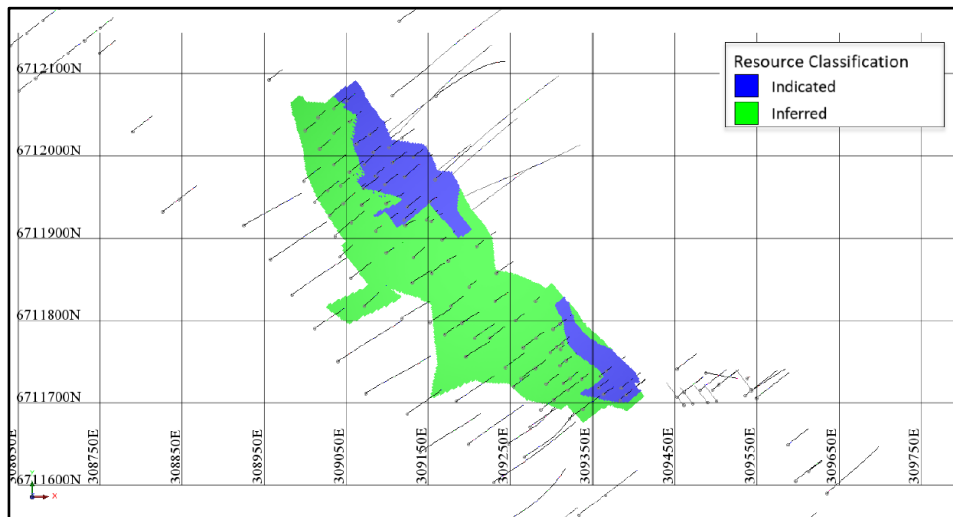 Resource Classification
Indicated
Inferred
6712100N
6712000N
6711900N
6711800N
6711700N
6711600N
308650E
308750E
308850E
308950E
309050E
309150E
309250E
309350E
309450E
309550E
309650E
309750E
Y
X